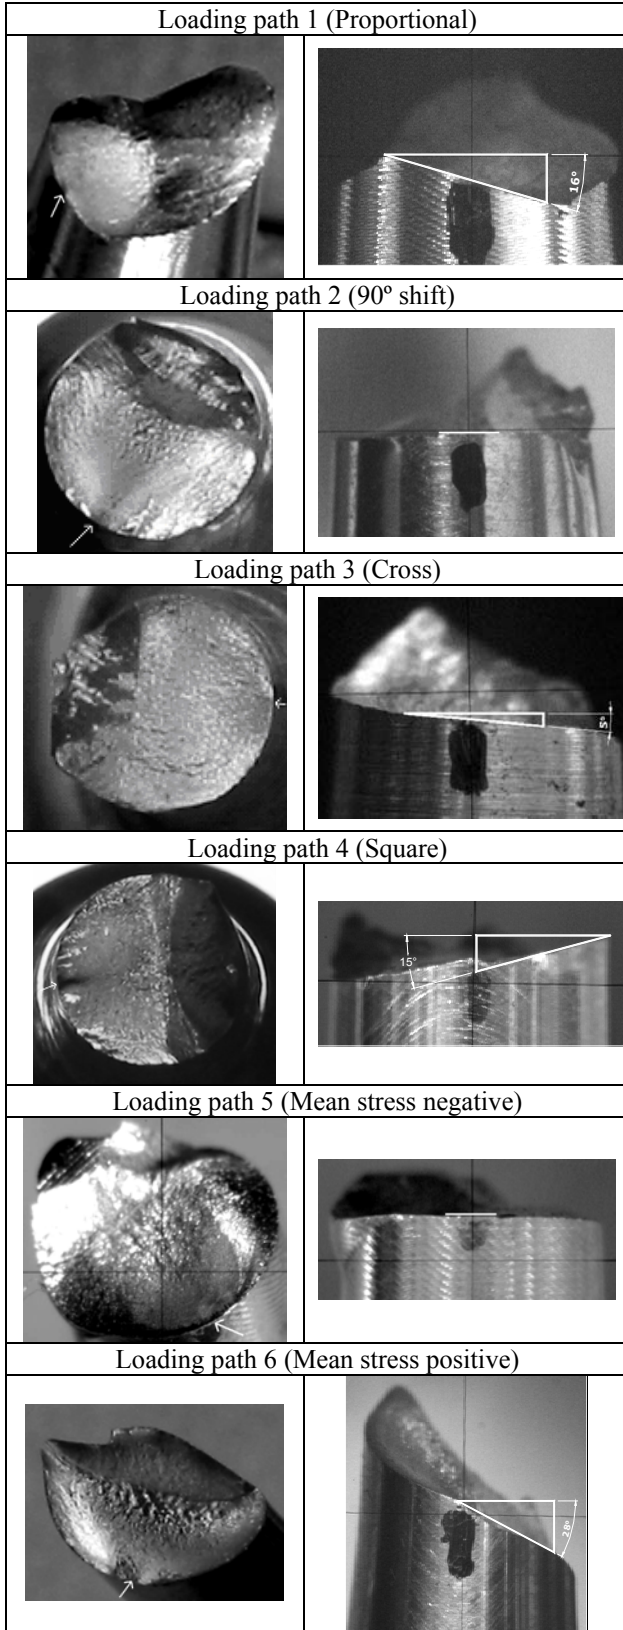 Loading path 1 (Proportional)
16°
Loading path 2 (90º shift)
Loading path 3 (Cross)
5°
Loading path 4 (Square)
15°
Loading path 5 (Mean stress negative)
Loading path 6 (Mean stress positive)
28°